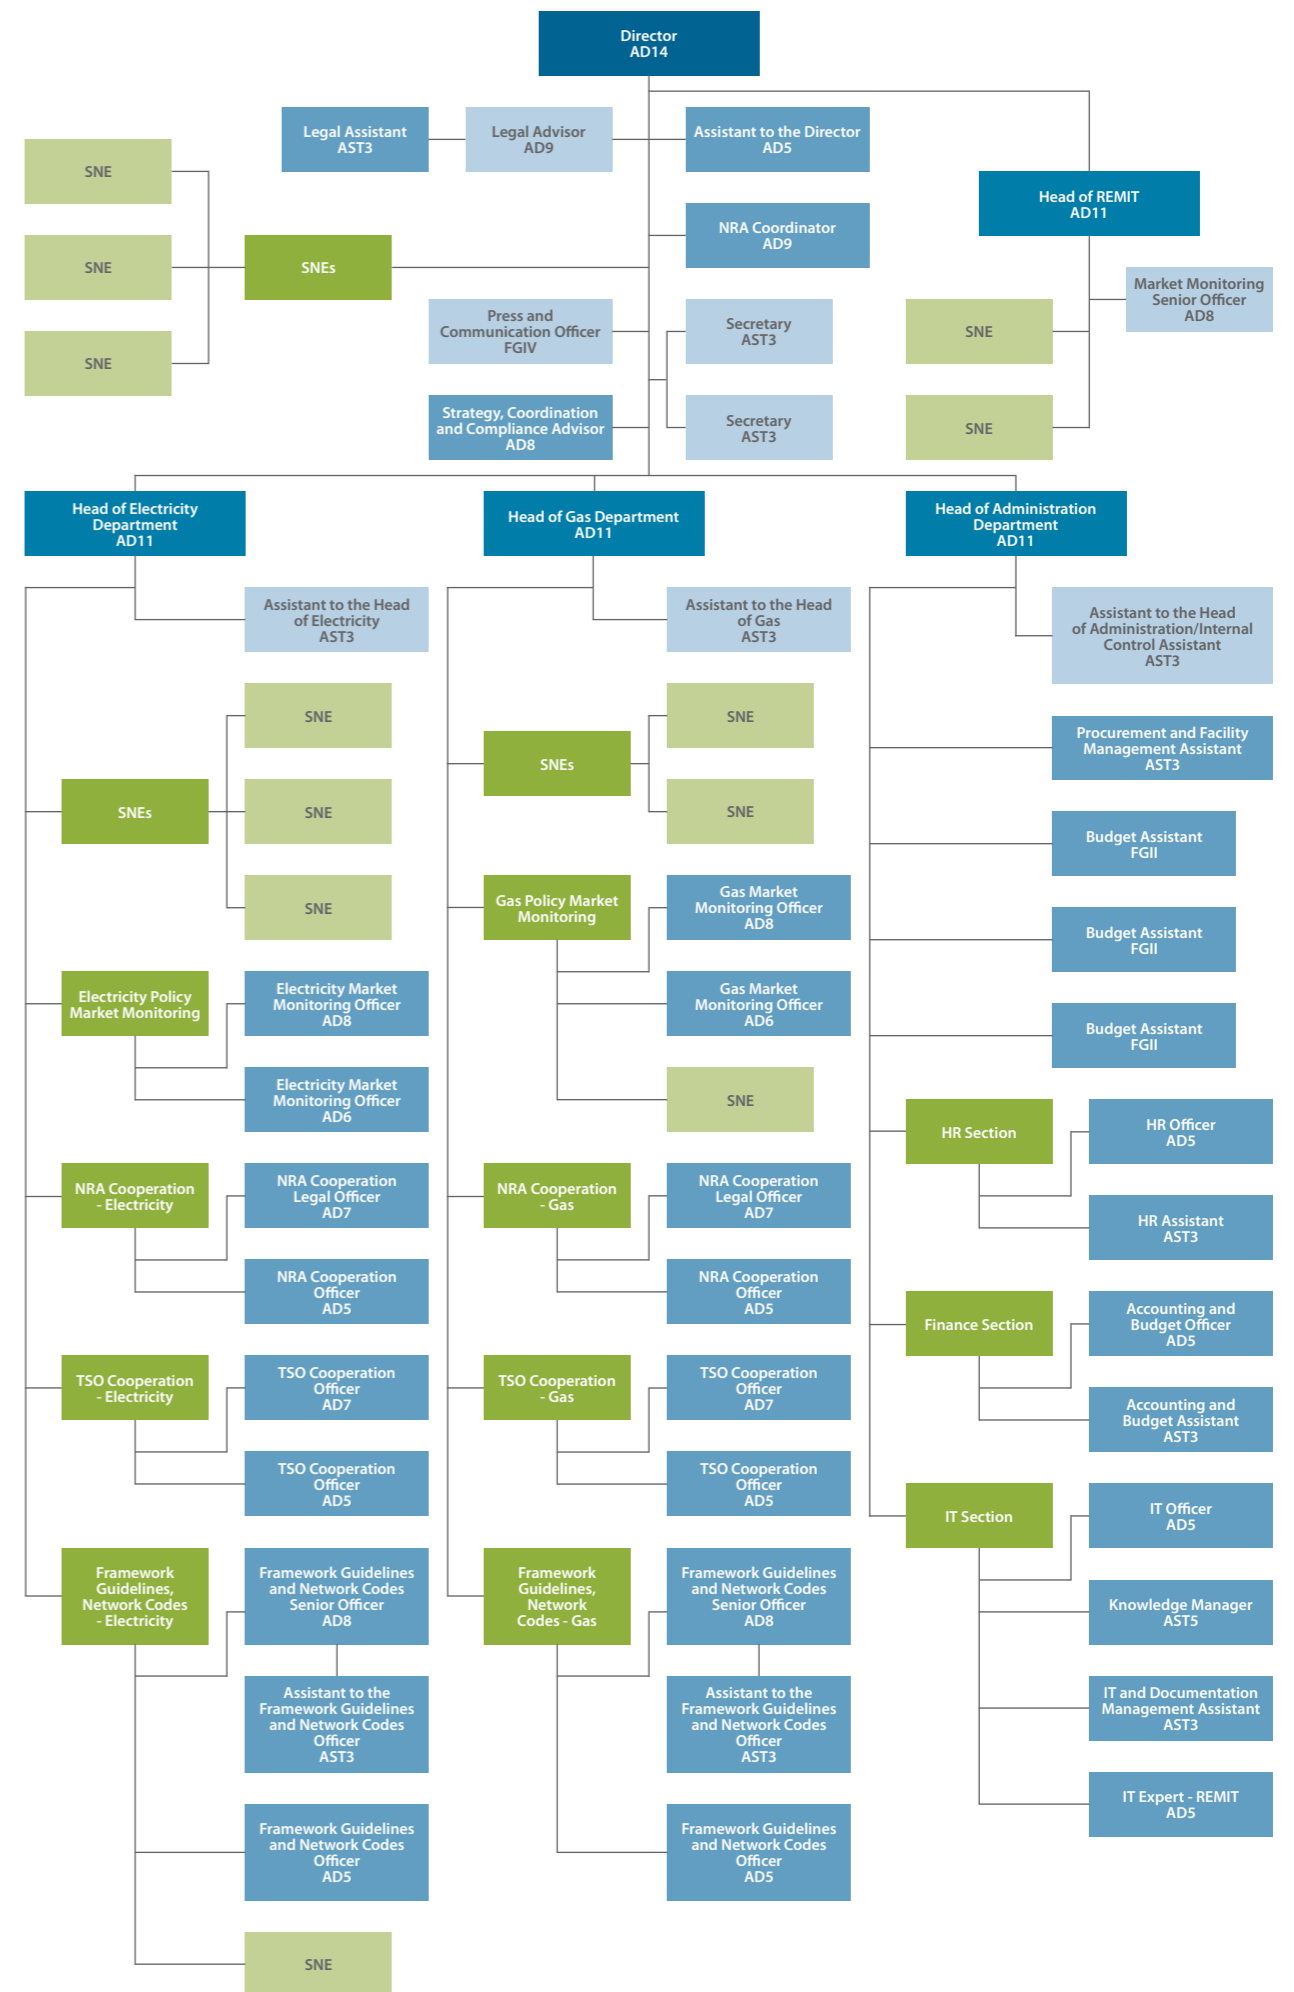 Director
AD14
Legal Assistant
AST3
Legal Advisor
AD9
Assistant to the Director
AD5
SNE
SNE
SNE
SNEs
NRA Coordinator
AD9
Press and
Communication Officer
FGIV
Secretary
AST3
Strategy, Coordination
and Compliance Advisor
AD8
Secretary
AST3
Head of REMIT
AD11
Market Monitoring
Senior Officer
AD8
SNE
SNE
Head of Electricity
Department
AD11
Assistant to the Head
of Electricity
AST3
SNEs
SNE
SNE
SNE
Electricity Policy
Market Monitoring
Electricity Market
Monitoring Officer
AD8
Electricity Market
Monitoring Officer
AD6
NRA Cooperation
- Electricity
NRA Cooperation
Legal Officer
AD7
NRA Cooperation
Officer
AD5
TSO Cooperation
- Electricity
TSO Cooperation
Officer
AD7
TSO Cooperation
Officer
AD5
Framework
Guidelines,
Network Codes
- Electricity
Framework Guidelines
and Network Codes
Senior Officer
AD8
Assistant to the
Framework Guidelines
and Network Codes
Officer
AST3
Framework Guidelines
and Network Codes
Officer
AD5
SNE
Head of Gas Department
AD11
Assistant to the Head
of Gas
AST3
SNEs
SNE
SNE
Gas Policy Market
Monitoring
Gas Market
Monitoring Officer
AD8
Gas Market
Monitoring Officer
AD6
SNE
NRA Cooperation
- Gas
NRA Cooperation
Legal Officer
AD7
NRA Cooperation
Officer
AD5
TSO Cooperation
- Gas
TSO Cooperation
Officer
AD7
TSO Cooperation
Officer
AD5
Framework
Guidelines,
Network
Codes - Gas
Framework Guidelines
and Network Codes
Senior Officer
AD8
Assistant to the
Framework Guidelines
and Network Codes
Officer
AST3
Framework Guidelines
and Network Codes
Officer
AD5
Head of Administration
Department
AD11
Assistant to the Head
of Administration/Internal
Control Assistant
AST3
Procurement and Facility
Management Assistant
AST3
Budget Assistant
FGII
Budget Assistant
FGII
Budget Assistant
FGII
HR Section
HR Officer
AD5
HR Assistant
AST3
Finance Section
Accounting and
Budget Officer
AD5
Accounting and
Budget Assistant
AST3
IT Section
IT Officer
AD5
Knowledge Manager
AST5
IT and Documentation
Management Assistant
AST3
IT Expert - REMIT
AD5